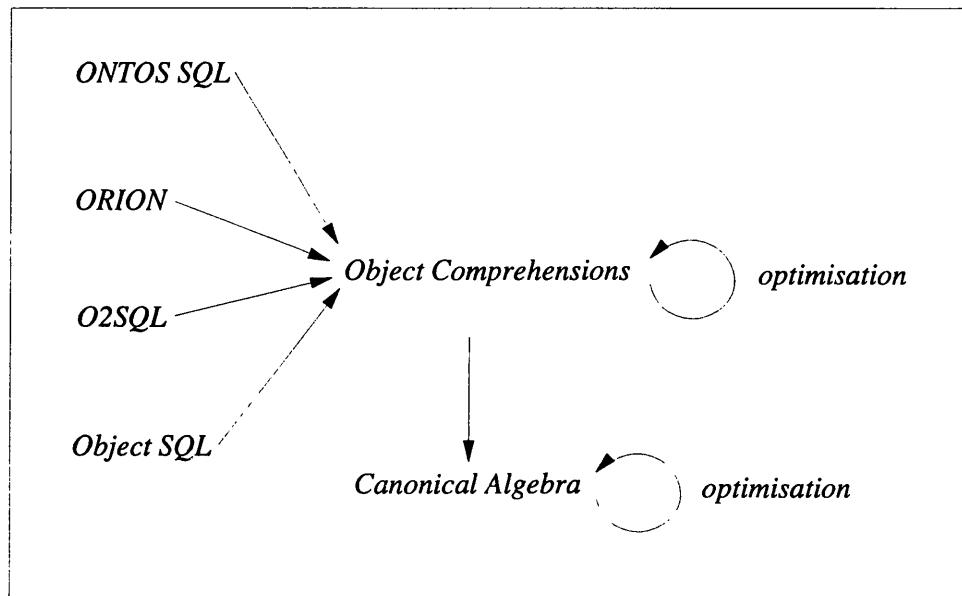 ONTOS SQL
ORION
Object Comprehensions
optimisation
O2SQL
Object SQL
Canonical Algebra
optimisation